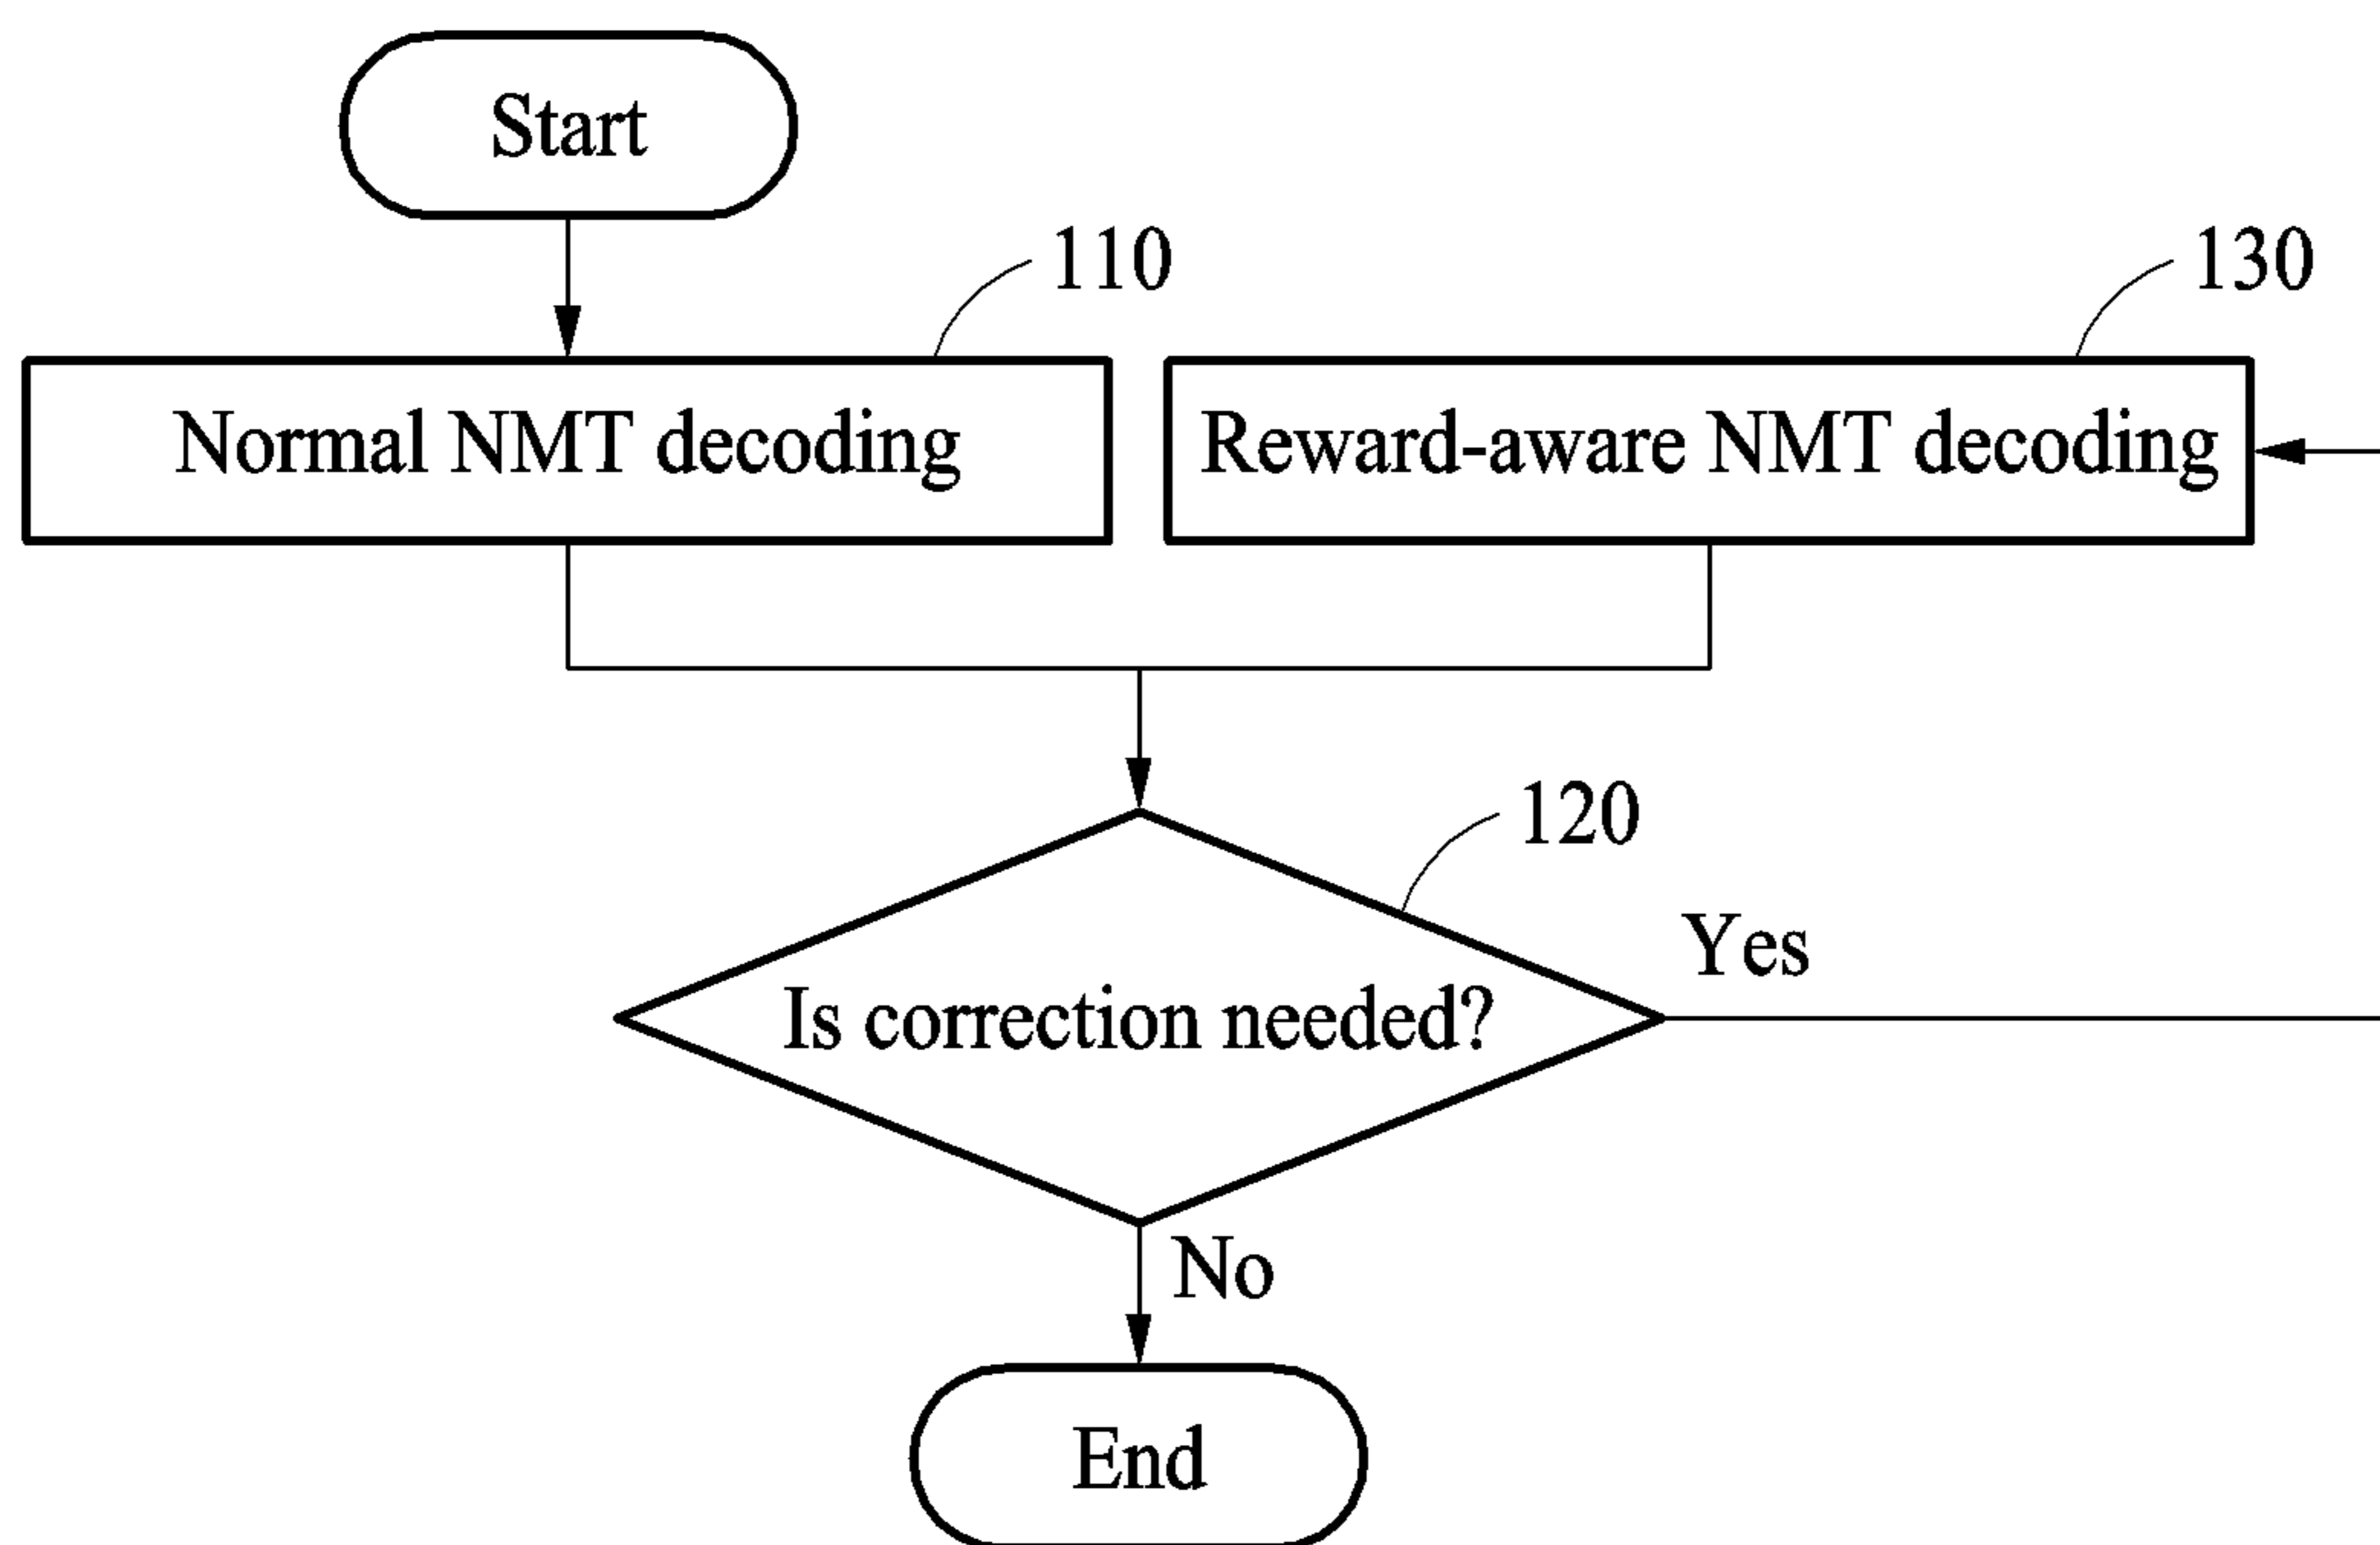 Start
110
130
Normal NMT decoding
Reward-aware NMT decoding
120
Yes
Is correction needed?
No
End